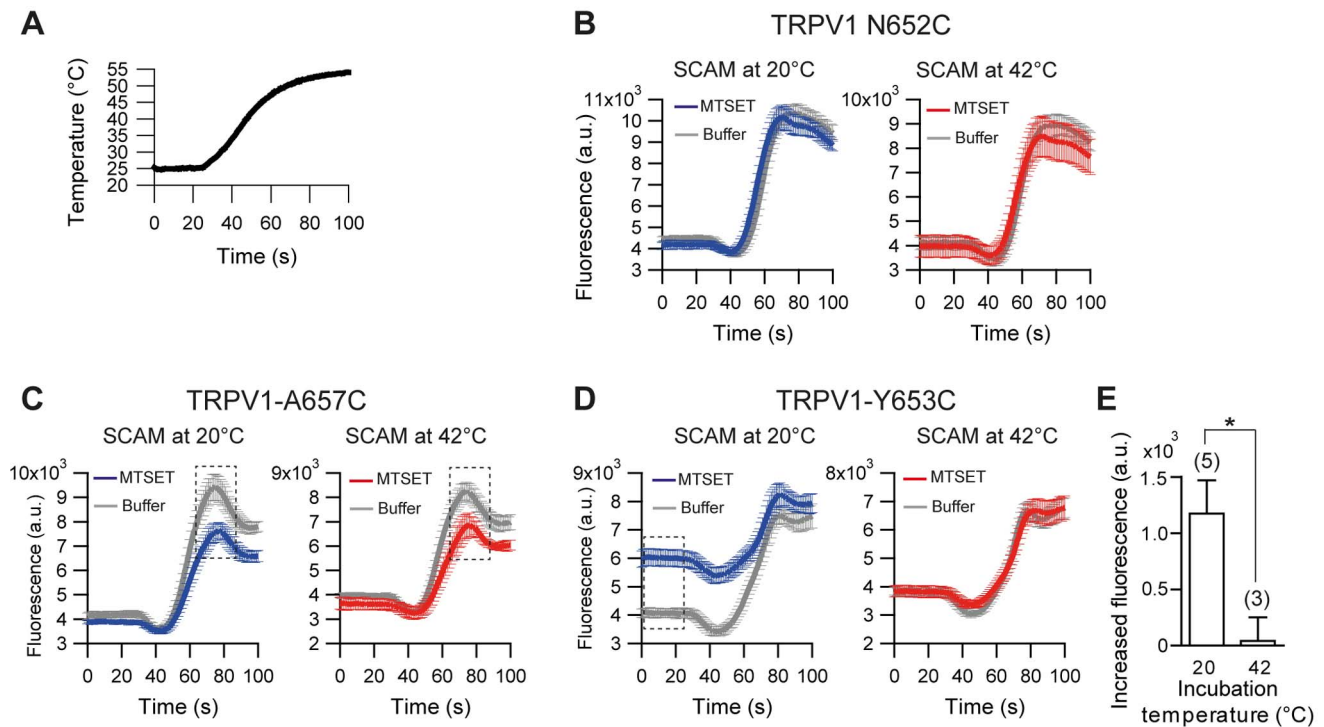 A
Temperature (°C)
55
50
45
40
35
30
25
20
0 20 40 60 80 100
Time (s)
B
TRPV1 N652C
SCAM at 20°C
Fluorescence (a.u.)
11x10³
10
9
8
7
6
5
4
3
MTSET
Buffer
0 20 40 60 80 100
Time (s)
SCAM at 42°C
10x10³
9
8
7
6
5
4
3
MTSET
Buffer
0 20 40 60 80 100
Time (s)
C
TRPV1-A657C
SCAM at 20°C
Fluorescence (a.u.)
10x10³
9
8
7
6
5
4
3
MTSET
Buffer
0 20 40 60 80 100
Time (s)
SCAM at 42°C
9x10³
8
7
6
5
4
3
2
MTSET
Buffer
0 20 40 60 80 100
Time (s)
D
TRPV1-Y653C
SCAM at 20°C
Fluorescence (a.u.)
9x10³
8
7
6
5
4
3
MTSET
Buffer
0 20 40 60 80 100
Time (s)
SCAM at 42°C
8x10³
7
6
5
4
3
2
MTSET
Buffer
0 20 40 60 80 100
Time (s)
E
Increased fluorescence (a.u.)
x10³
1.5
1.0
0.5
0
*
(5)
(3)
20 42
Incubation
temperature (°C)